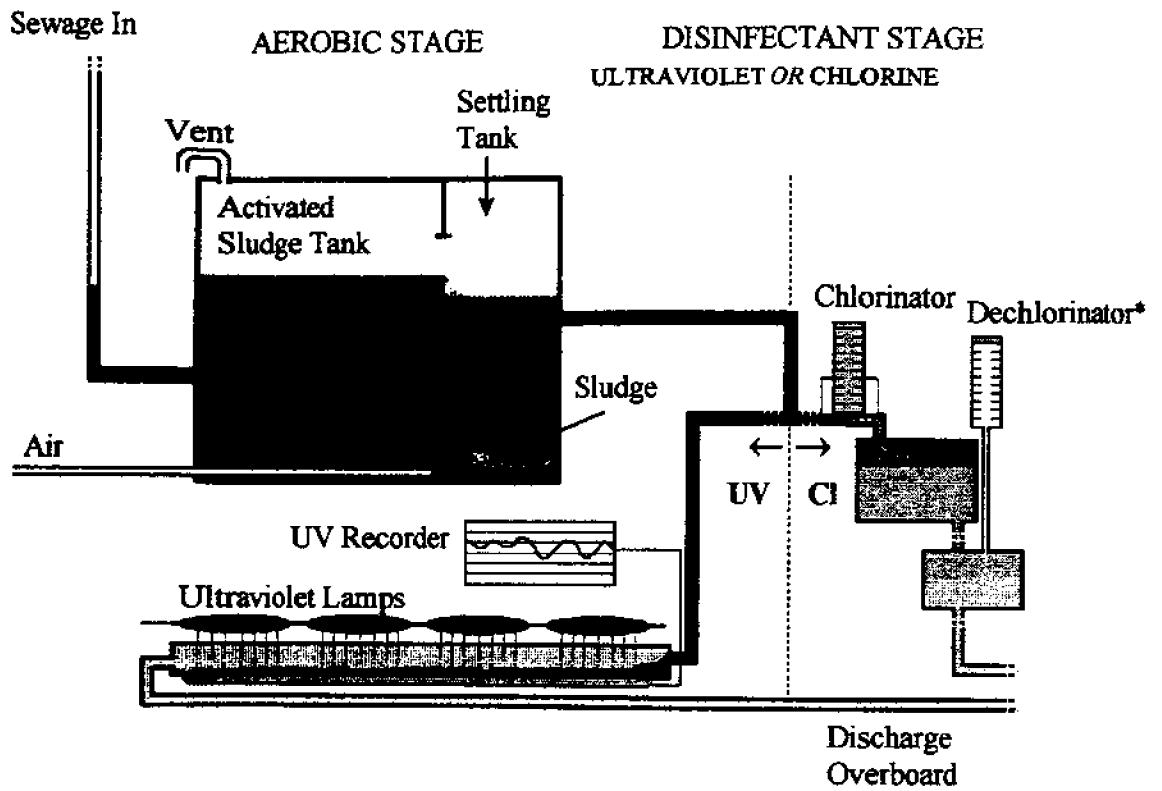 Sewage In
AEROBIC STAGE
DISINFECTANT STAGE
ULTRAVIOLET OR CHLORINE
Settling
Tank
Vent
Activated
Sludge Tank
Chlorinator
Dechlorinator*
Sludge
Air
UV
Cl
UV Recorder
Ultraviolet Lamps
Discharge
Overboard